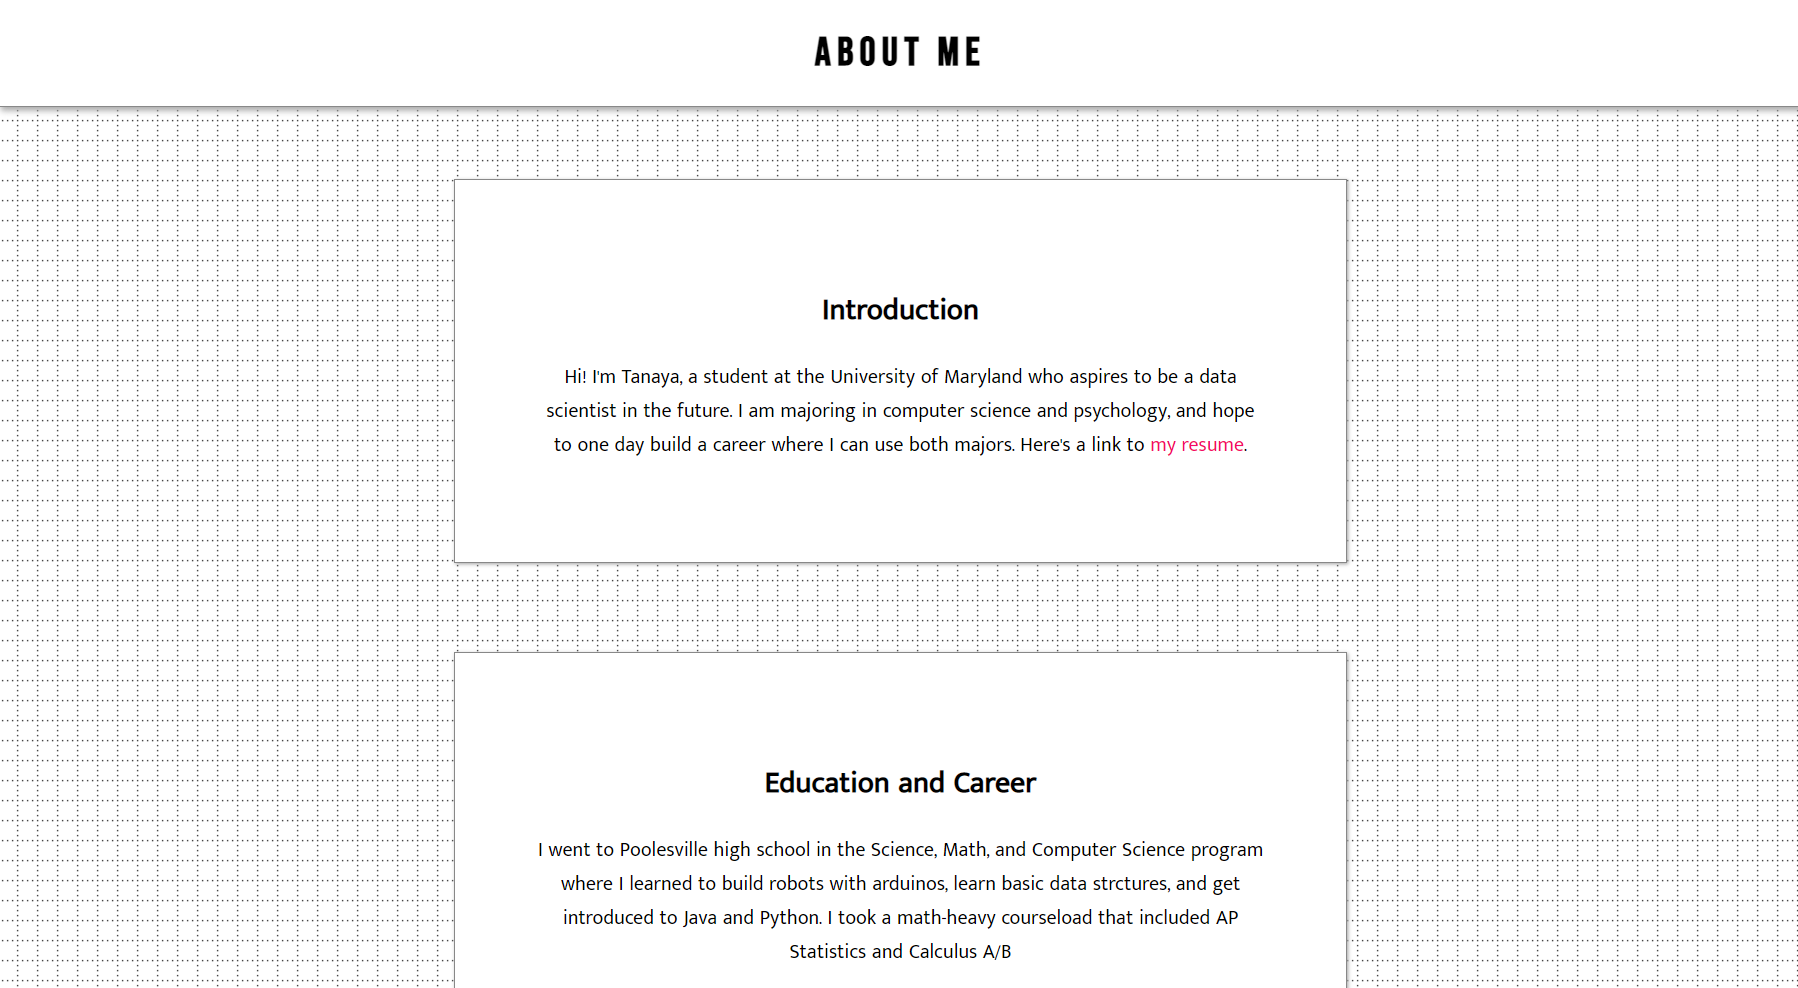 ABOUT ME
Introduction
Hi! I'm Tanaya, a student at the University of Maryland who aspires to be a data
scientist in the future. I am majoring in computer science and psychology, and hope
to one day build a career where I can use both majors. Here's a link to my resume.
Education and Career
I went to Poolesville high school in the Science, Math, and Computer Science program
where I learned to build robots with arduinos, learn basic data strctures, and get
introduced to Java and Python. I took a math-heavy courseload that included AP
Statistics and Calculus A/B